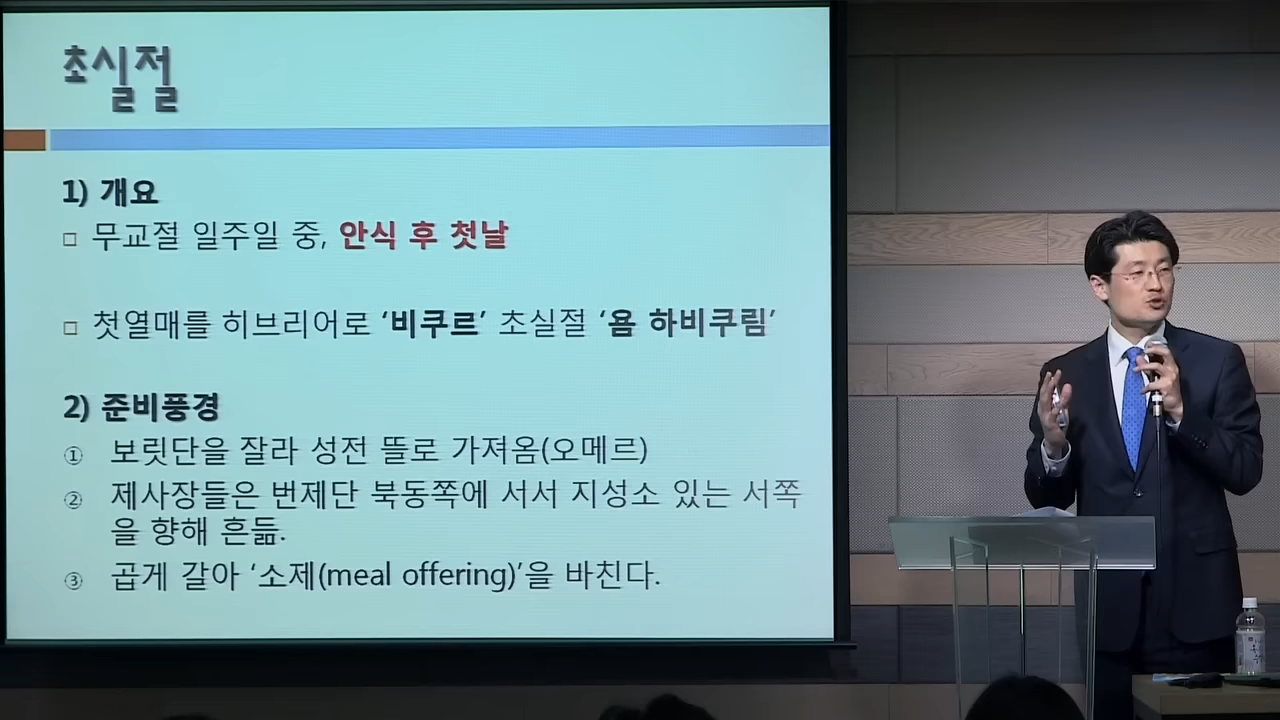 초실절
1) 개요
□ 무교절 일주일 중, 안식 후 첫날
□ 첫열매를 히브리어로 ‘비쿠르’ 초실절 ‘욤 하비쿠림’
2) 준비풍경
① 보릿단을 잘라 성전 뜰로 가져옴(오메르)
② 제사장들은 번제단 북동쪽에 서서 지성소 있는 서쪽
을 향해 흔듦.
③ 곱게 갈아 ‘소제(meal offering)’을 바친다.